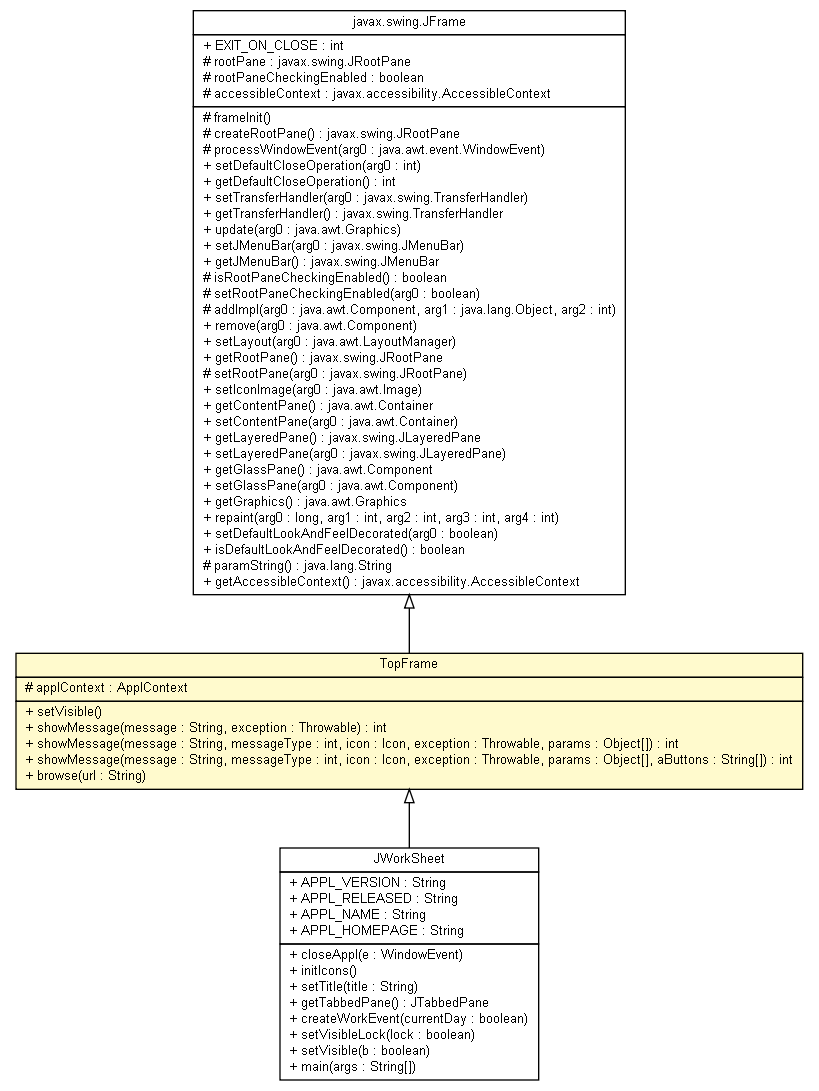 javax.swing.JFrame
+ EXIT_ON_CLOSE : int
# rootPane : javax.swing.JRootPane
# rootPaneCheckingEnabled : boolean
# accessibleContext : javax.accessibility.AccessibleContext
# frameInit()
# createRootPane() : javax.swing.JRootPane
# processWindowEvent(arg0 : java.awt.event.WindowEvent)
+ setDefaultCloseOperation(arg0 : int)
+ getDefaultCloseOperation() : int
+ setTransferHandler(arg0 : javax.swing.TransferHandler)
+ getTransferHandler() : javax.swing.TransferHandler
+ update(arg0 : java.awt.Graphics)
+ setJMenuBar(arg0 : javax.swing.JMenuBar)
+ getJMenuBar() : javax.swing.JMenuBar
# isRootPaneCheckingEnabled() : boolean
# setRootPaneCheckingEnabled(arg0 : boolean)
# addImpl(arg0 : java.awt.Component, arg1 : java.lang.Object, arg2 : int)
+ remove(arg0 : java.awt.Component)
+ setLayout(arg0 : java.awt.LayoutManager)
+ getRootPane() : javax.swing.JRootPane
# setRootPane(arg0 : javax.swing.JRootPane)
+ setIconImage(arg0 : java.awt.Image)
+ getContentPane() : java.awt.Container
+ setContentPane(arg0 : java.awt.Container)
+ getLayeredPane() : javax.swing.JLayeredPane
+ setLayeredPane(arg0 : javax.swing.JLayeredPane)
+ getGlassPane() : java.awt.Component
+ setGlassPane(arg0 : java.awt.Component)
+ getGraphics() : java.awt.Graphics
+ repaint(arg0 : long, arg1 : int, arg2 : int, arg3 : int, arg4 : int)
+ setDefaultLookAndFeelDecorated(arg0 : boolean)
+ isDefaultLookAndFeelDecorated() : boolean
# paramString() : java.lang.String
+ getAccessibleContext() : javax.accessibility.AccessibleContext
TopFrame
# applContext : ApplContext
+ setVisible()
+ showMessage(message : String, exception : Throwable) : int
+ showMessage(message : String, messageType : int, icon : Icon, exception : Throwable, params : Object[]) : int
+ showMessage(message : String, messageType : int, icon : Icon, exception : Throwable, params : Object[], aButtons : String[]) : int
+ browse(url : String)
JWorkSheet
+ APPL_VERSION : String
+ APPL_RELEASED : String
+ APPL_NAME : String
+ APPL_HOMEPAGE : String
+ closeAppl(e : WindowEvent)
+ initIcons()
+ setTitle(title : String)
+ getTabbedPane() : JTabbedPane
+ createWorkEvent(currentDay : boolean)
+ setVisibleLock(lock : boolean)
+ setVisible(b : boolean)
+ main(args : String[])